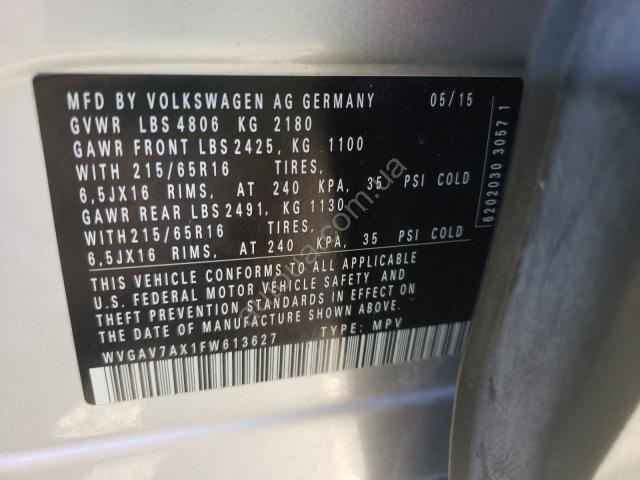 MFD BY VOLKSWAGEN AG GERMANY 05/15
GVWR LBS 4806 KG 2180
GAWR FRONT LBS 2425, KG 1100
WITH 215/65R16 TIRES,
6,5JX16 RIMS, AT 240 KPA, 35 PSI COLD
GAWR REAR LBS 2491, KG 1130
WITH215/65R16 TIRES,
6,5JX16 RIMS, AT 240 KPA, 35 PSI COLD
THIS VEHICLE CONFORMS TO ALL APPLICABLE
U.S. FEDERAL MOTOR VEHICLE SAFETY AND
THEFT PREVENTION STANDARDS IN EFFECT ON
THE DATE OF MANUFACTURE SHOWN ABOVE.
WVGAV7AX1FW613627 TYPE: MPV
6202030 3057 1